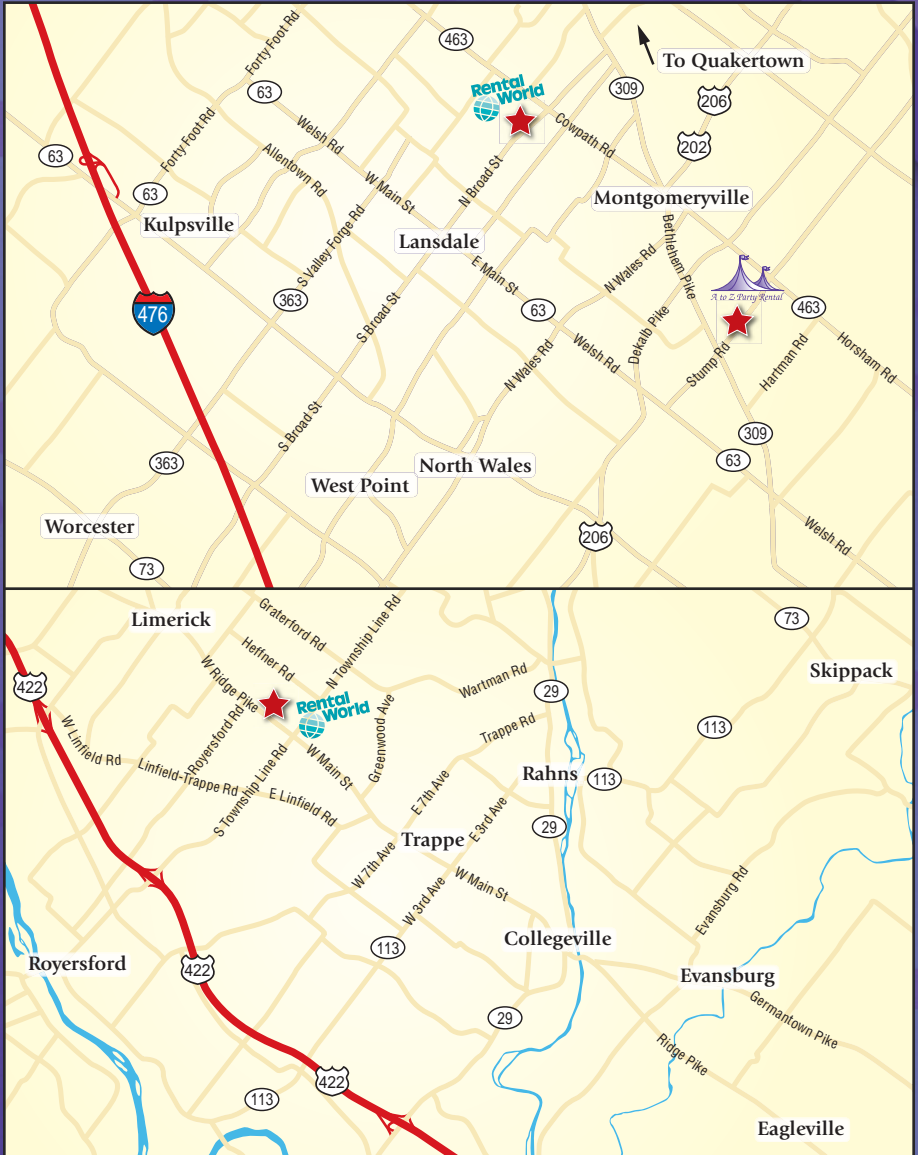 Forty Foot Rd
463
To Quakertown
Rental
World
309
206
63
Welsh Rd
Forty Foot Rd
Cowpath Rd
202
63
Allentown Rd
W Main St
N Broad St
63
Montgomeryville
Kulpsville
S Valley Forge Rd
Lansdale
Bethlehem Pike
E Main St
N Wales Rd
363
A to Z Party Rental
476
S Broad St
63
463
Dekalb Pike
Welsh Rd
Horsham Rd
N Wales Rd
Stump Rd
Hartman Rd
S Broad St
309
363
North Wales
63
West Point
Worcester
206
Welsh Rd
73
Limerick
Graterford Rd
N Township Line Rd
73
Heffner Rd
W Ridge Pike
Skippack
422
Wartman Rd
29
Rental
World
Royersford Rd
Greenwood Ave
Trappe Rd
113
W Linfield Rd
Linfield-Trappe Rd
W Main St
Rahns
113
S Township Line Rd
E Linfield Rd
E 7th Ave
E 3rd Ave
29
Trappe
W 7th Ave
W Main St
W 3rd Ave
Evansburg Rd
113
Collegeville
Royersford
422
Evansburg
29
Germantown Pike
Ridge Pike
422
113
Eagleville